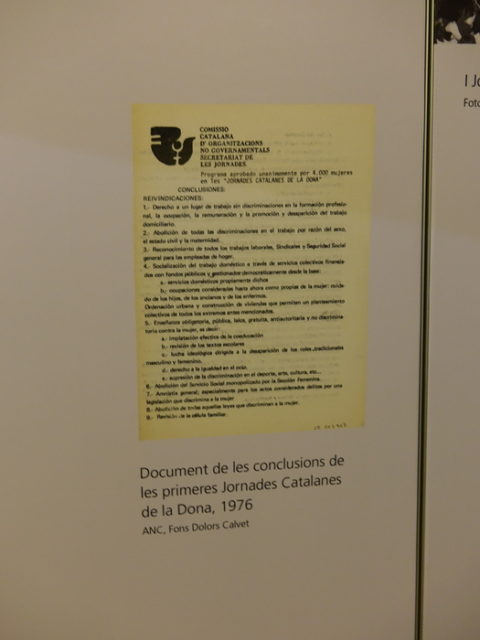 COMISSIO
CATALANA
D' ORGANITZACIONS
NO GOVERNAMENTALS
SECRETARIAT DE
LES JORNADES.
Programa aprobado unanimemente por 4.000 mujeres
en les "JORNADES CATALANES DE LA DONA"
CONCLUSIONES:
REIVINDICACIONES:
1.- Derecho a un lugar de trabajo sin discriminaciones en la formación profesio-
nal, la ocupación, la remuneración y la promoción y desaparición del trabajo
domiciliario.
2.- Abolición de todas las discriminaciones en el trabajo por razón del sexo,
el estado civil y la maternidad.
3.- Reconocimiento de todos los trabajos laborales, Sindicales y Seguridad Social
general para las empleadas de hogar.
4.- Socialización del trabajo doméstico a través de servicios colectivos financia-
dos con fondos públicos y gestionados democraticamente desde la base:
a.- servicios domésticos propiamente dichos
b.- ocupaciones consideradas hasta ahora como propias de la mujer: cuida-
do de los hijos, de los ancianos y de los enfermos.
Ordenación urbana y construcción de viviendas que permiten un planteamiento
colectivos de todos los extremos antes mencionados.
5. Enseñanza obligatoria, pública, laica, gratuita, antiautoritaria y no discrimina-
toria contra la mujer, es decir:
a.- implatación efectiva de la coeducación
b.- revisión de los textos escolares
c.- lucha ideológica dirigida a la desaparición de los roles tradicionales
masculino y femenino.
d.- derecho a la igualdad en el ocio.
e.- supresión de la discriminación en el deporte, arte, cultura, etc...
6.- Abolición del Servicio Social monopolizado por la Sección Femenina
7.- Amnistía general; especialmente para los actos considerados delitos por una
legislación que discrimina a la mujer
8.- Abolición de todas aquellas leyes que discriminan a la mujer.
9.- Revisión de la célula familiar.
Document de les conclusions de
les primeres Jornades Catalanes
de la Dona, 1976
ANC, Fons Dolors Calvet
I Jo
Foto